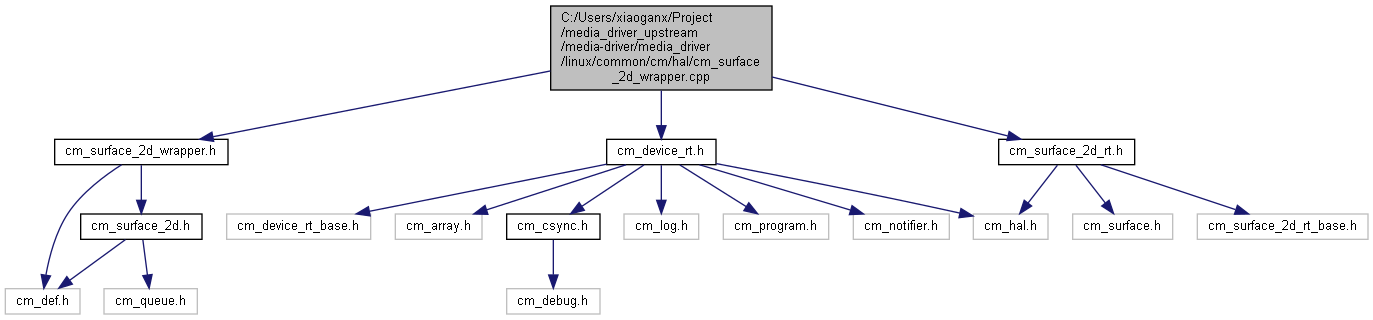 C:/Users/xiaoganx/Project
/media_driver_upstream
/media-driver/media_driver
/linux/common/cm/hal/cm_surface
_2d_wrapper.cpp
cm_surface_2d_wrapper.h
cm_device_rt.h
cm_surface_2d_rt.h
cm_surface_2d.h
cm_device_rt_base.h
cm_array.h
cm_csync.h
cm_log.h
cm_program.h
cm_notifier.h
cm_hal.h
cm_surface.h
cm_surface_2d_rt_base.h
cm_def.h
cm_queue.h
cm_debug.h